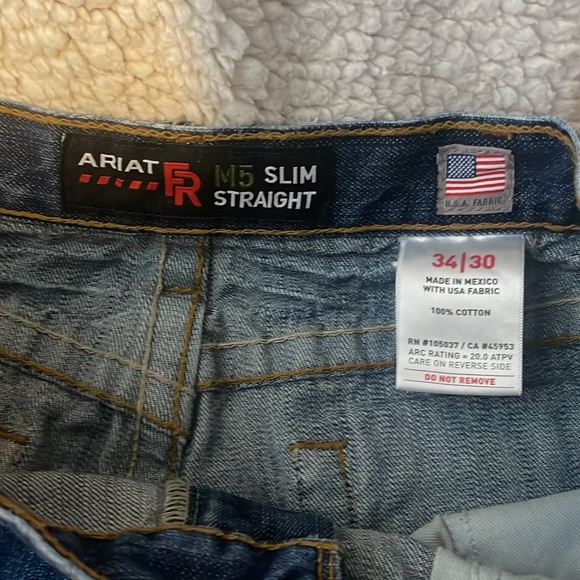 ARIAT FR M5 SLIM
STRAIGHT
U.S.A. FABRIC
34|30
MADE IN MEXICO
WITH USA FABRIC
100% COTTON
RN #105037 / CA #45953
ARC RATING = 20.0 ATPV
CARE ON REVERSE SIDE
DO NOT REMOVE